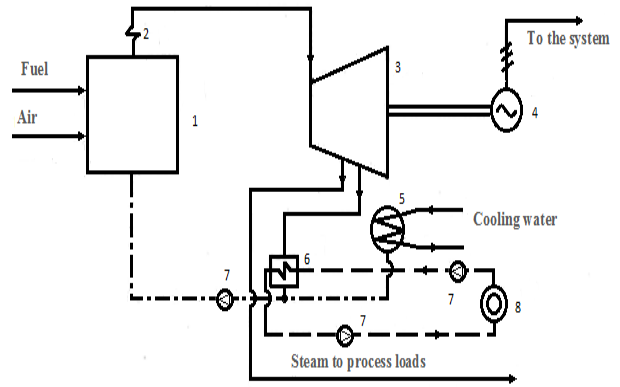 2
To the system
3
Fuel
4
Air
1
5
Cooling water
6
7
7
8
7
Steam to process loads